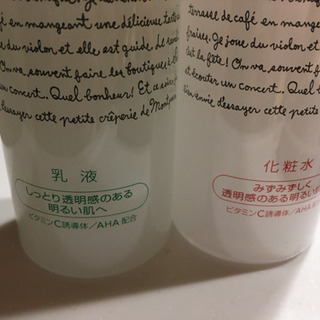 en mangeant une délicieuse tarte
du violon et elle est guide. Le
On va souvent faire les boutiques à
un concert. Quel bonheur! Et ce
d'essayer cette petite crêperie de
乳液
しっとり透明感のある
明るい肌へ
ビタミンC誘導体/AHA配合
de café en mangeant
fraises. Je joue du violon et
fait la fête! On va souvent
et écouter un concert. Quel
envie d'essayer cette petite
化粧水
みずみずしく
透明感のある明るい
ビタミンC誘導体/AHA